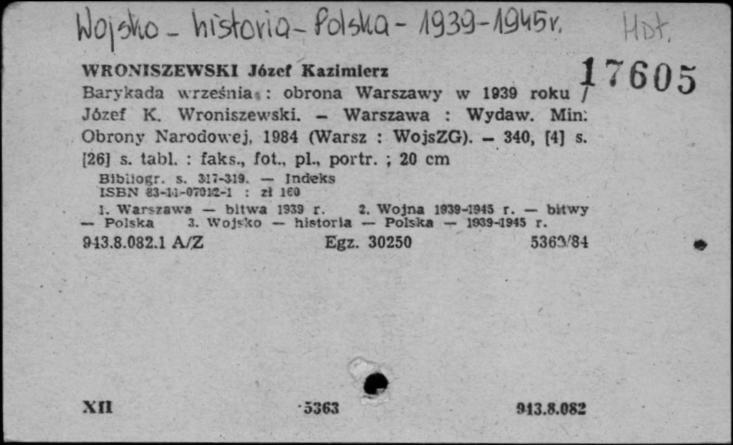 Wojsko - historia - Polska - 1939-1945r. Hdt.
WRONISZEWSKI Józef Kazimierz
17605
Barykada września : obrona Warszawy w 1939 roku /
Józef K. Wroniszewski. — Warszawa : Wydaw. Min.
Obrony Narodowej, 1984 (Warsz : WojsZG). — 340, [4] s.
[26] s. tabl. : faks., fot., pl., portr. ; 20 cm
Bibliogr. s. 317-319. — Indeks
ISBN 83-11-07012-1 : zł 160
1. Warszawa — bitwa 1939 r. 2. Wojna 1939-1945 r. — bitwy
— Polska 3. Wojsko — historia — Polska — 1939-1945 r.
943.8.082.1 A/Z Egz. 30250 5363/84
XII 5363 943.8.082